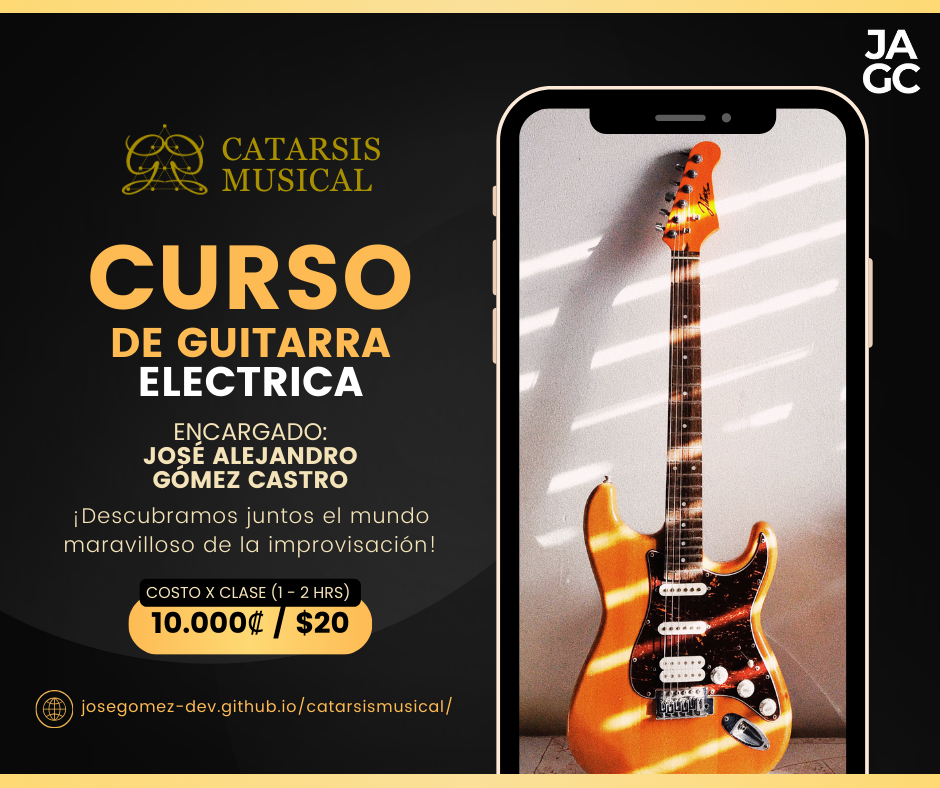 JA
GC
CATARSIS
MUSICAL
CURSO
DE GUITARRA
ELECTRICA
ENCARGADO:
JOSÉ ALEJANDRO
GÓMEZ CASTRO
¡Descubramos juntos el mundo
maravilloso de la improvisación!
COSTO X CLASE (1 - 2 HRS)
10.000₡ / $20
josegomez-dev.github.io/catarsismusical/